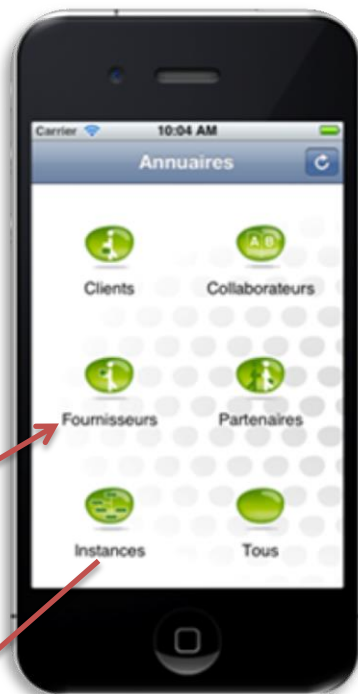 Carrier 10:04 AM
Annuaires
Clients Collaborateurs
A B
Fournisseurs Partenaires
Instances Tous